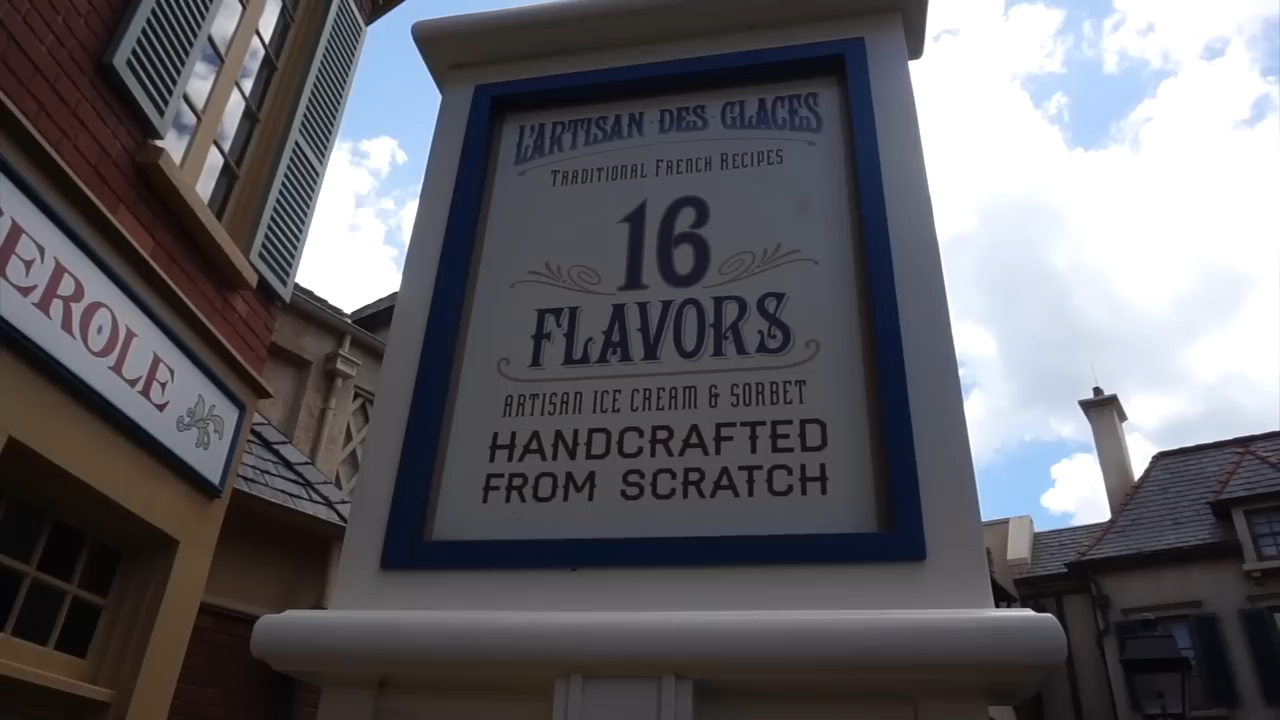 L'ARTISAN DES GLACES
TRADITIONAL FRENCH RECIPES
16
FLAVORS
ARTISAN ICE CREAM & SORBET
HANDCRAFTED
FROM SCRATCH
EROLE